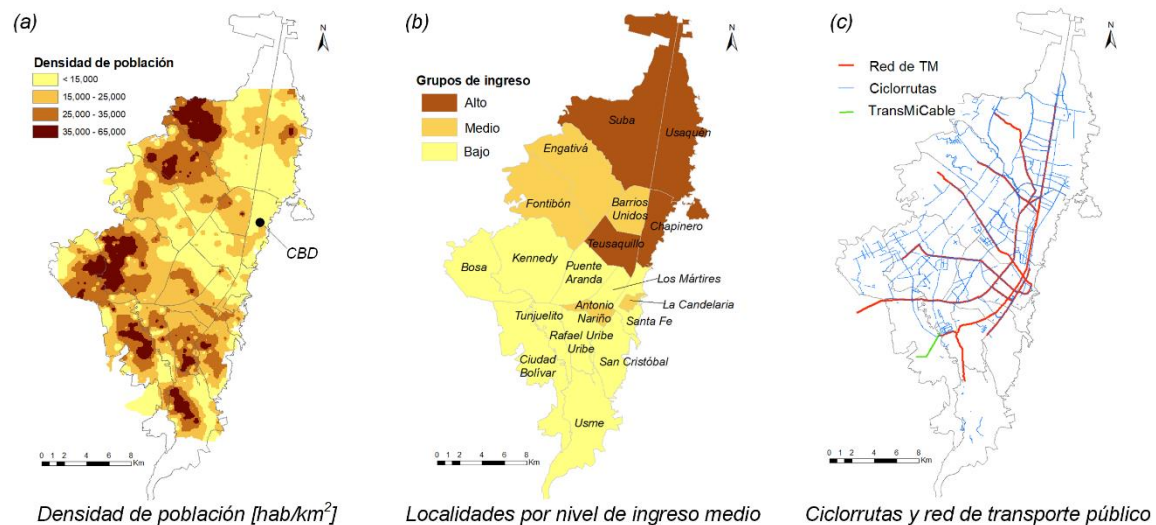 (a)
N
Densidad de población
< 15,000
15,000 - 25,000
25,000 - 35,000
35,000 - 65,000
CBD
0 1 2 4 6 8
Km
Densidad de población [hab/km²]
(b)
N
Grupos de ingreso
Alto
Medio
Bajo
Suba
Usaquén
Engativá
Fontibón
Barrios
Unidos
Chapinero
Teusaquillo
Bosa
Kennedy
Puente
Aranda
Los Mártires
La Candelaria
Antonio
Nariño
Santa Fe
Tunjuelito
Rafael Uribe
Uribe
San Cristóbal
Ciudad
Bolívar
Usme
0 1 2 4 6 8
Km
Localidades por nivel de ingreso medio
(c)
N
Red de TM
Ciclorrutas
TransMiCable
0 1 2 4 6 8
Km
Ciclorrutas y red de transporte público